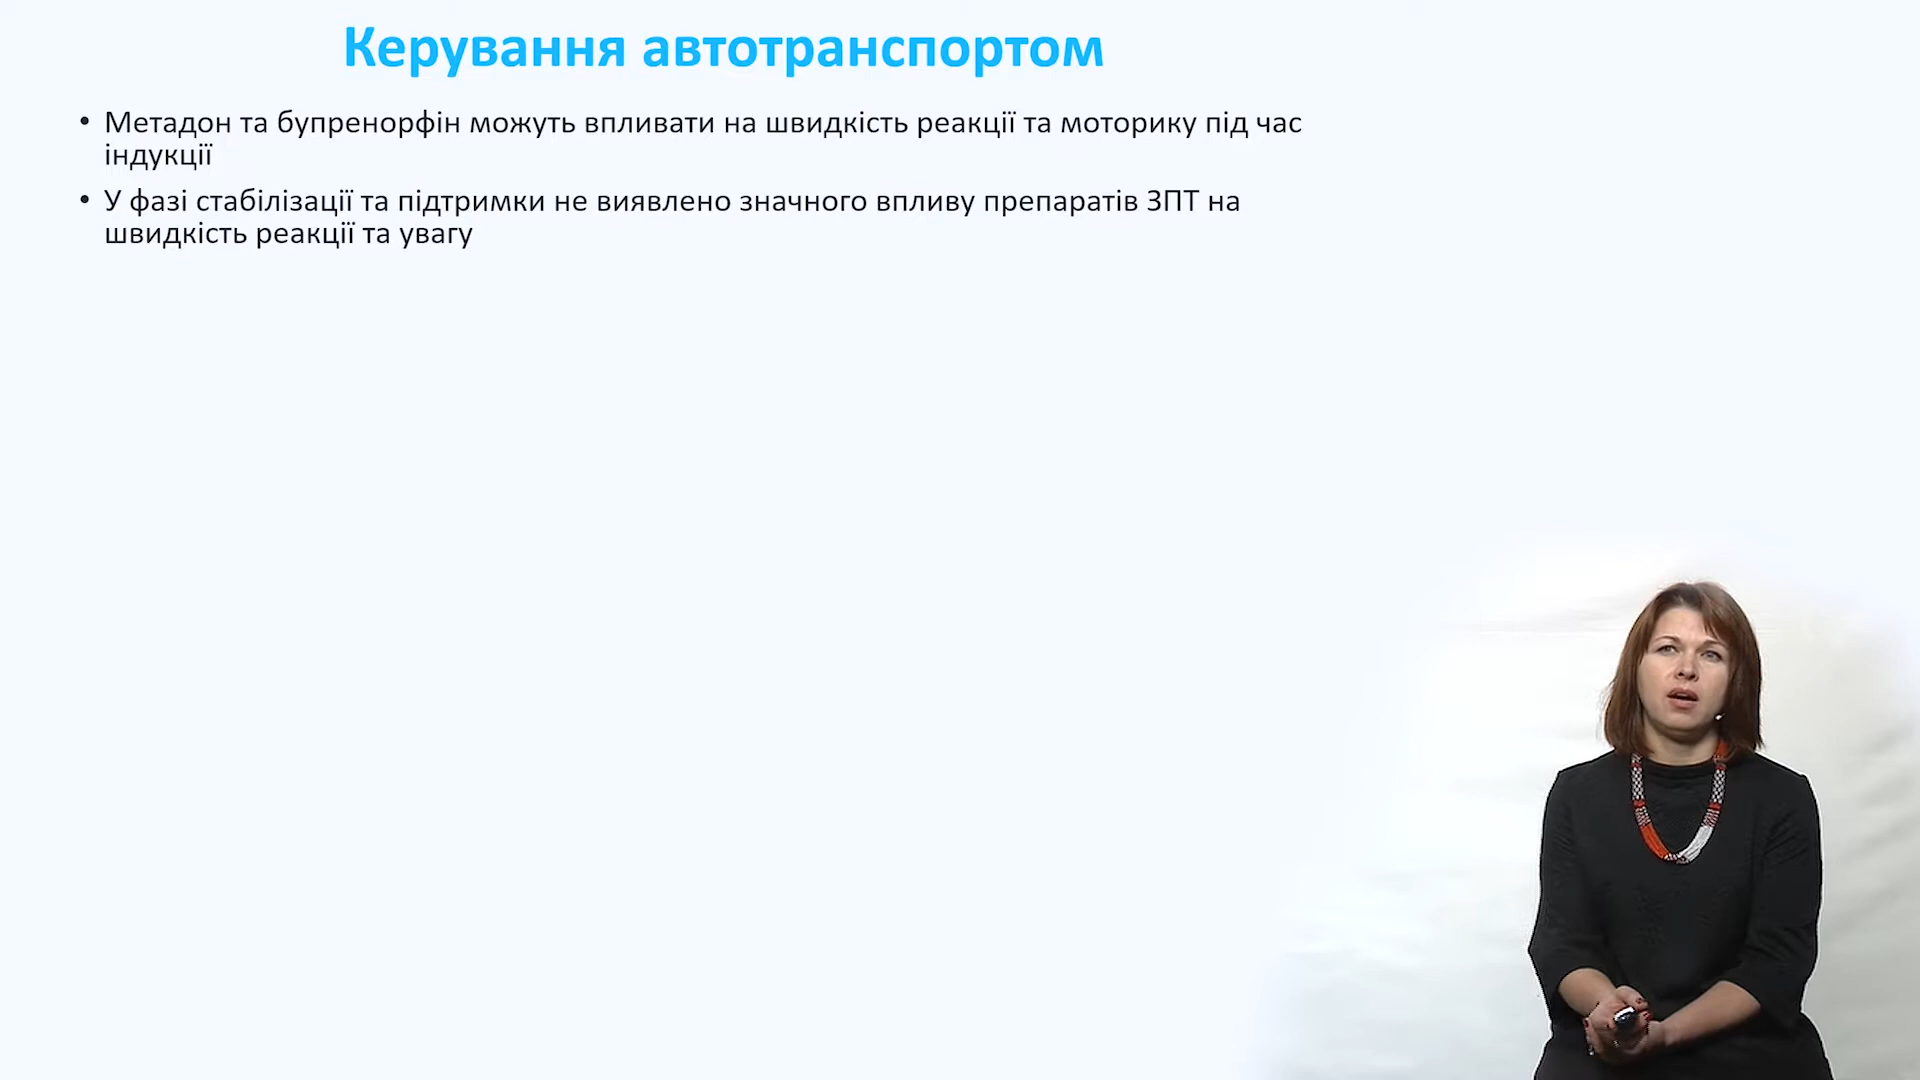 Керування автотранспортом
• Метадон та бупренорфін можуть впливати на швидкість реакції та моторику під час
індукції
• У фазі стабілізації та підтримки не виявлено значного впливу препаратів ЗПТ на
швидкість реакції та увагу